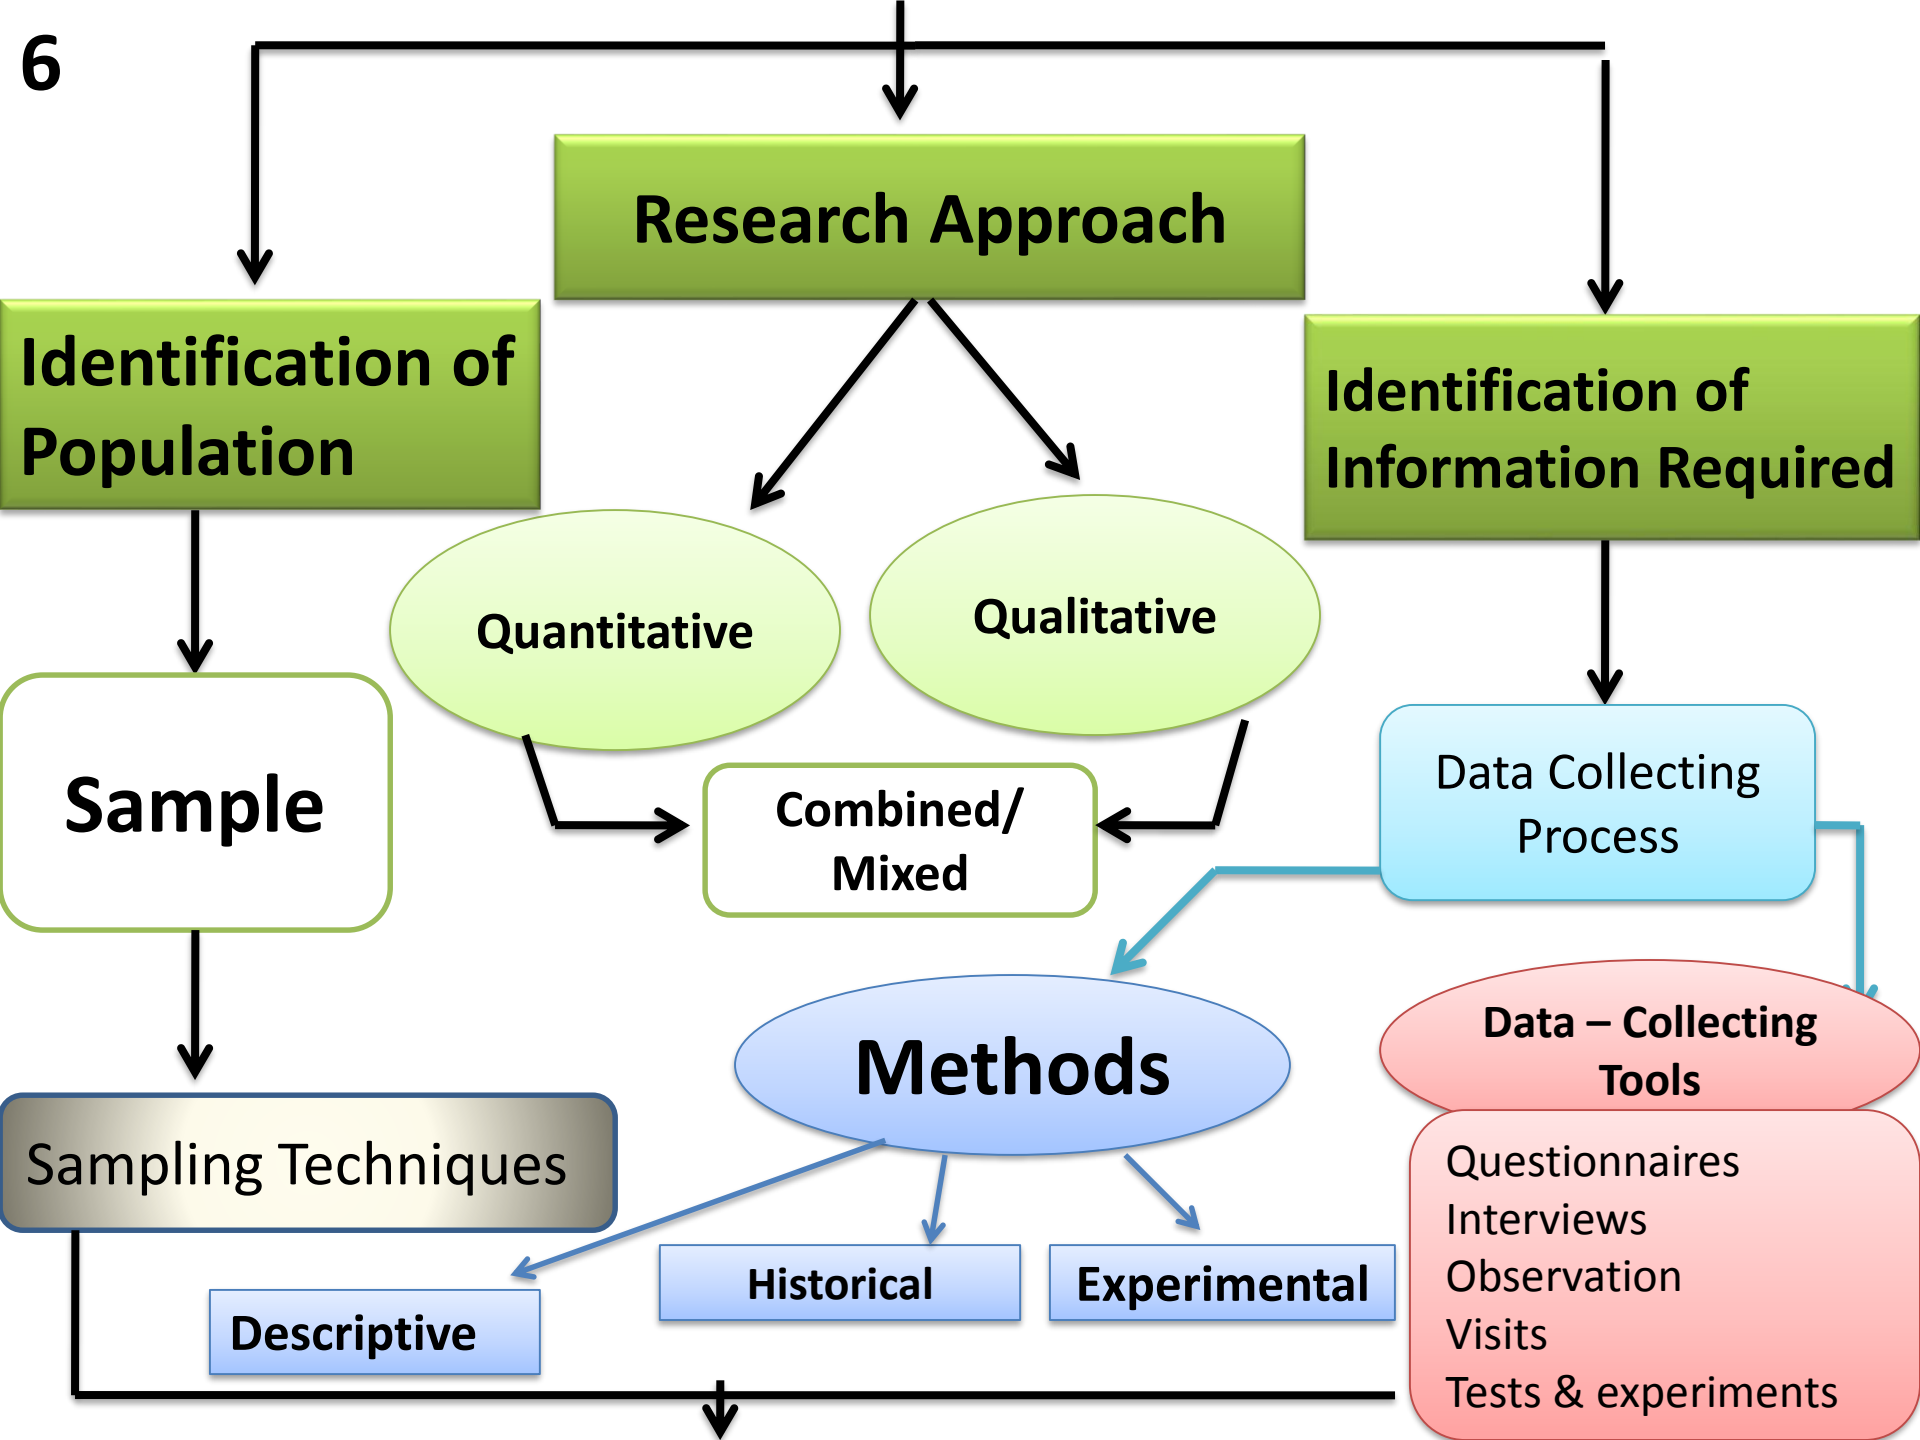 6
Research Approach
Identification of
Population
Identification of
Information Required
Quantitative
Qualitative
Sample
Combined/
Mixed
Data Collecting
Process
Methods
Data – Collecting
Tools
Sampling Techniques
Descriptive
Historical
Experimental
Questionnaires
Interviews
Observation
Visits
Tests & experiments